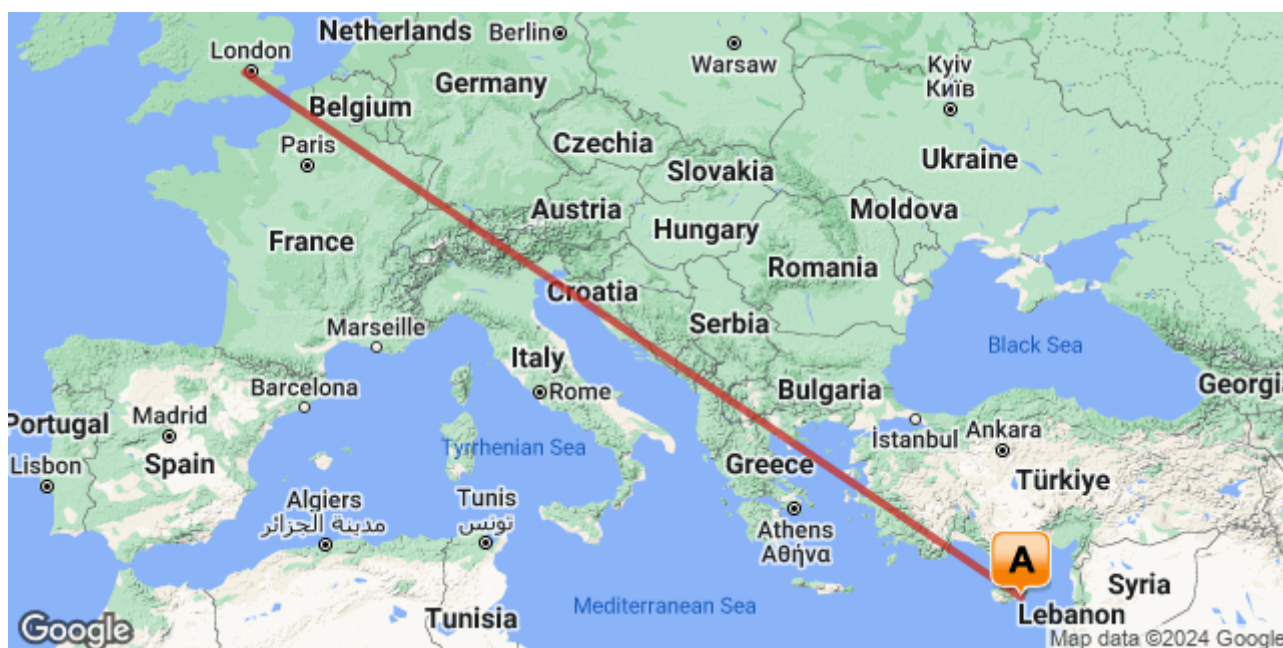 Netherlands
Berlin
London
Warsaw
Kyiv
Київ
Germany
Belgium
Czechia
Paris
Slovakia
Ukraine
Austria
Moldova
Hungary
France
Romania
Croatia
Serbia
Marseille
Black Sea
Italy
Barcelona
Rome
Bulgaria
Georgia
Portugal
Madrid
İstanbul
Ankara
Tyrrhenian Sea
Lisbon
Spain
Greece
Türkiye
Algiers
مدينة الجزائر
Tunis
تونس
Athens
Αθήνα
A
Syria
Mediterranean Sea
Tunisia
Lebanon
Google
Map data ©2024 Google